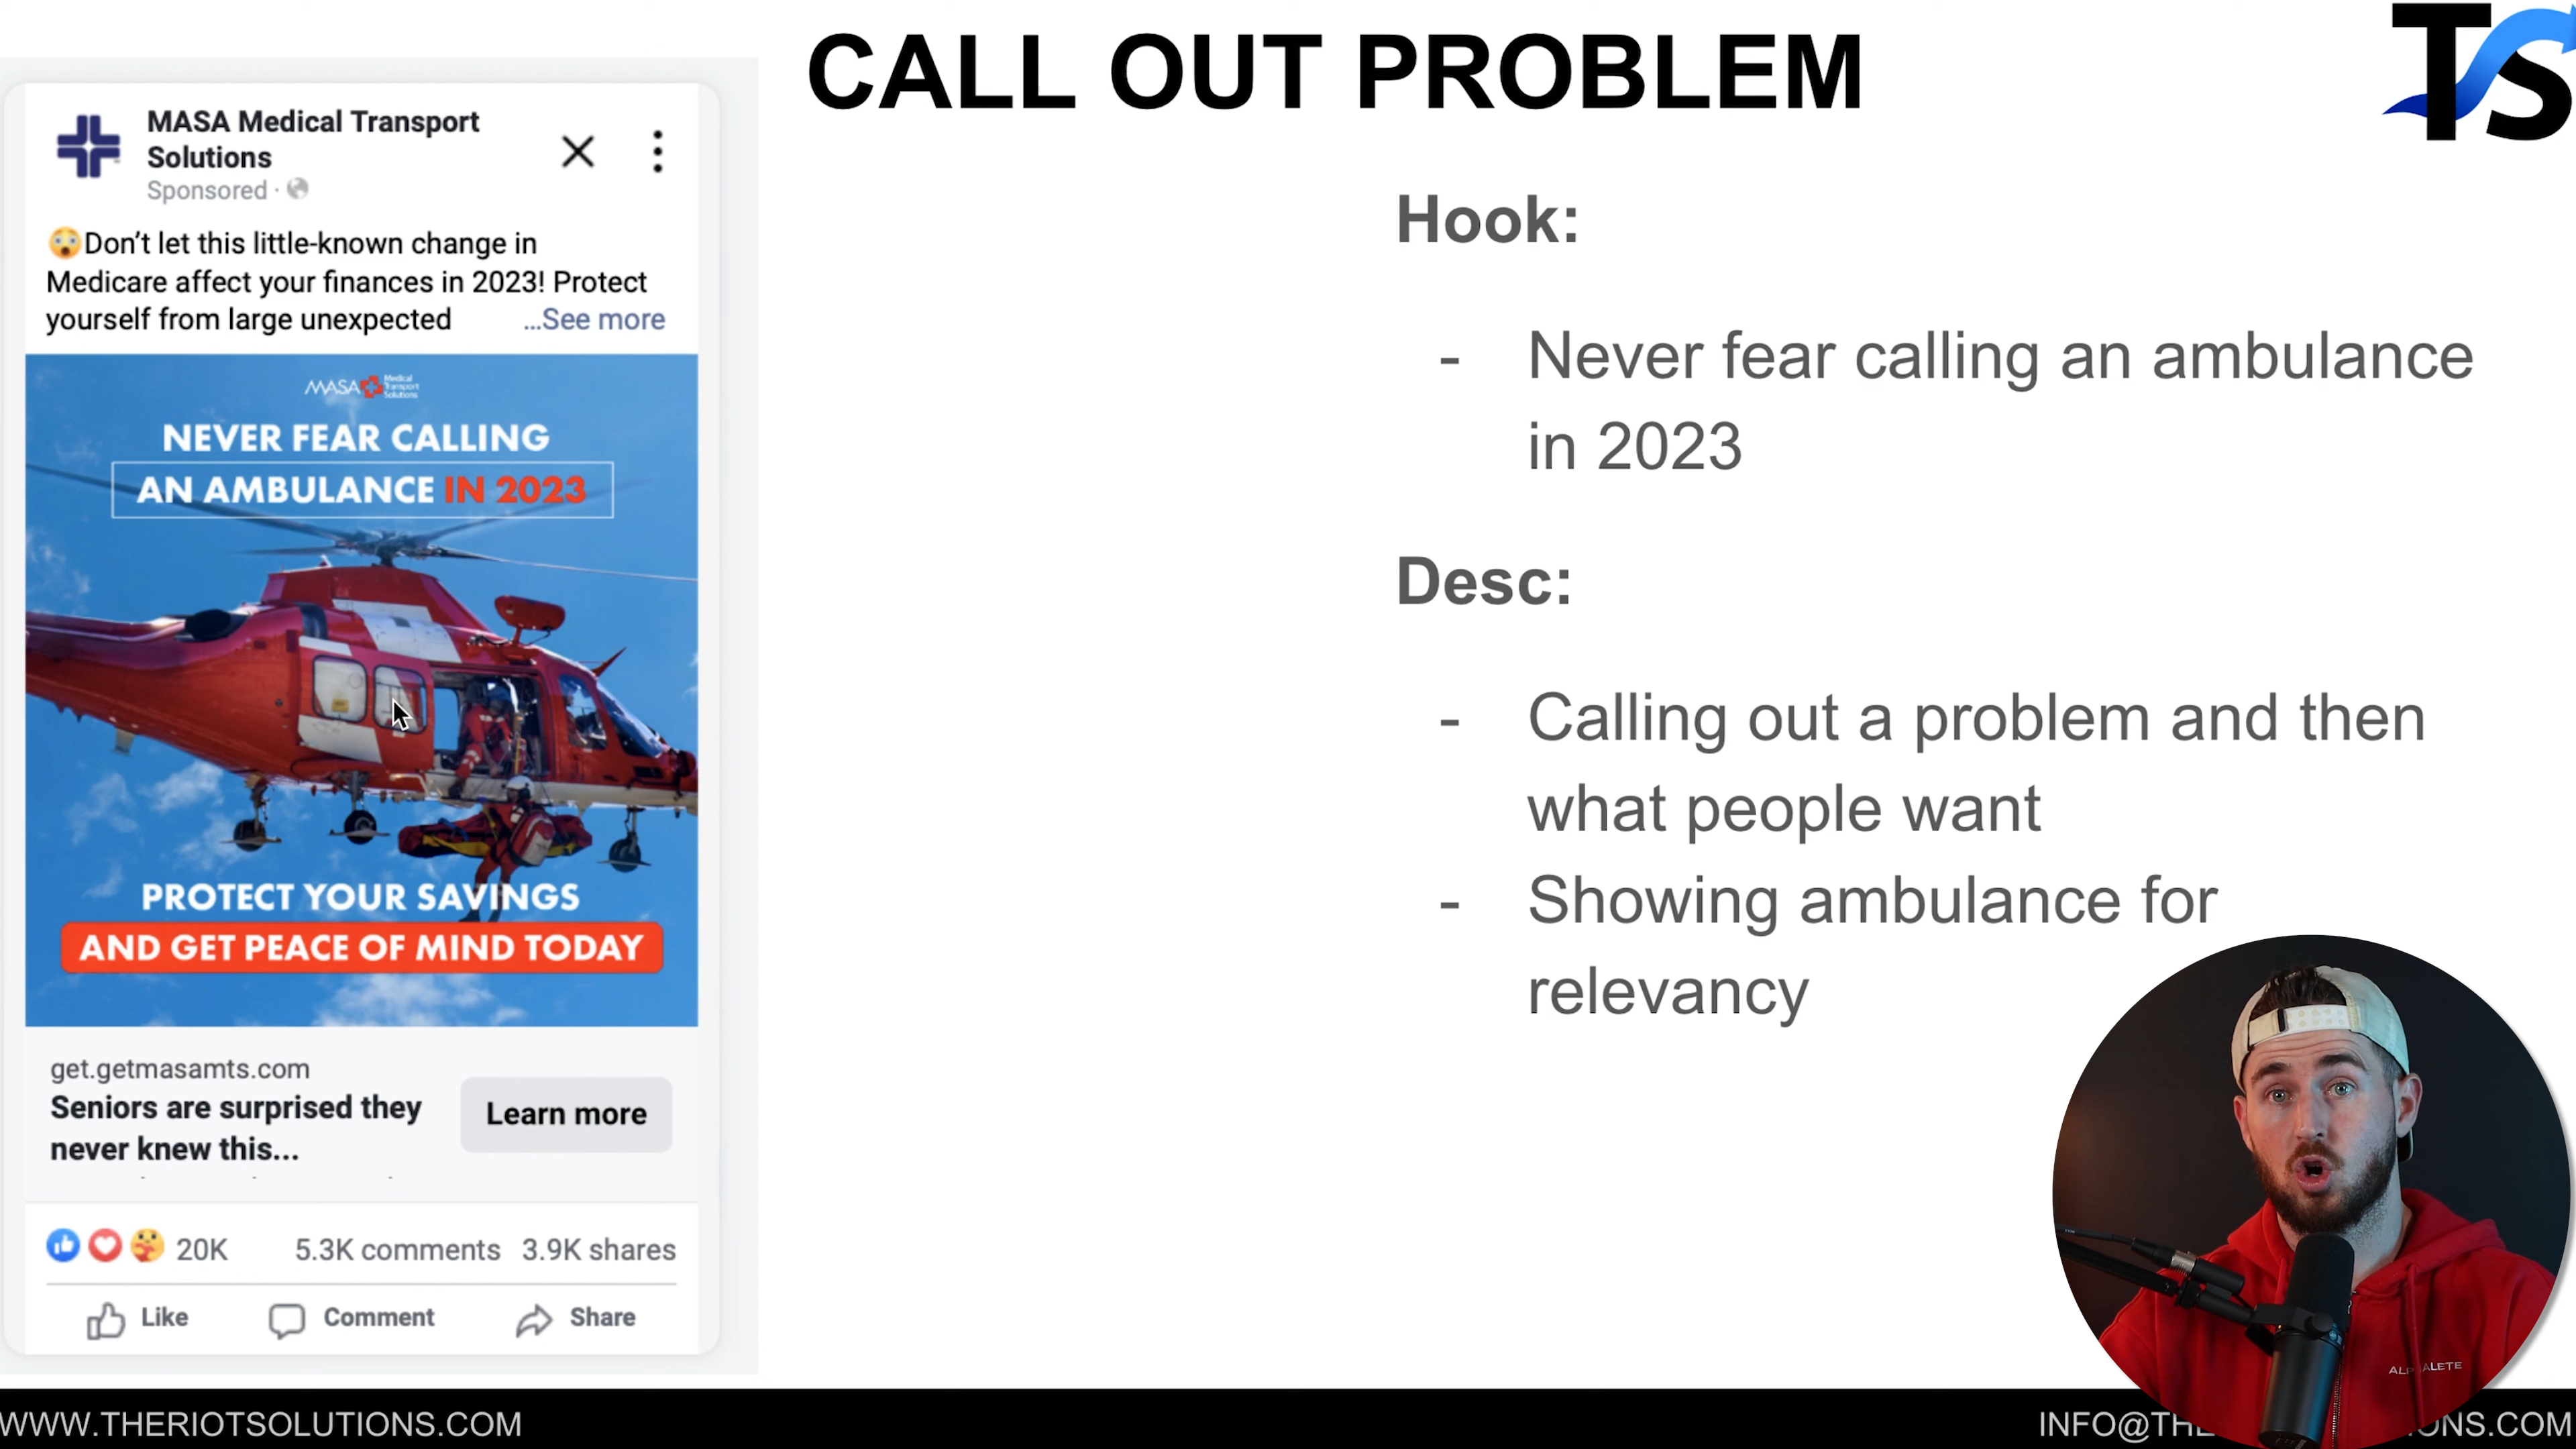 CALL OUT PROBLEM
TS
MASA Medical Transport
Solutions
Sponsored ·
Don't let this little-known change in
Medicare affect your finances in 2023! Protect
yourself from large unexpected ...See more
MASA Medical
Transport
Solutions
NEVER FEAR CALLING
AN AMBULANCE IN 2023
PROTECT YOUR SAVINGS
AND GET PEACE OF MIND TODAY
get.getmasamts.com
Seniors are surprised they
never knew this...
Learn more
20K 5.3K comments 3.9K shares
Like Comment Share
Hook:
- Never fear calling an ambulance
in 2023
Desc:
- Calling out a problem and then
what people want
- Showing ambulance for
relevancy
WWW.THERIOTSOLUTIONS.COM